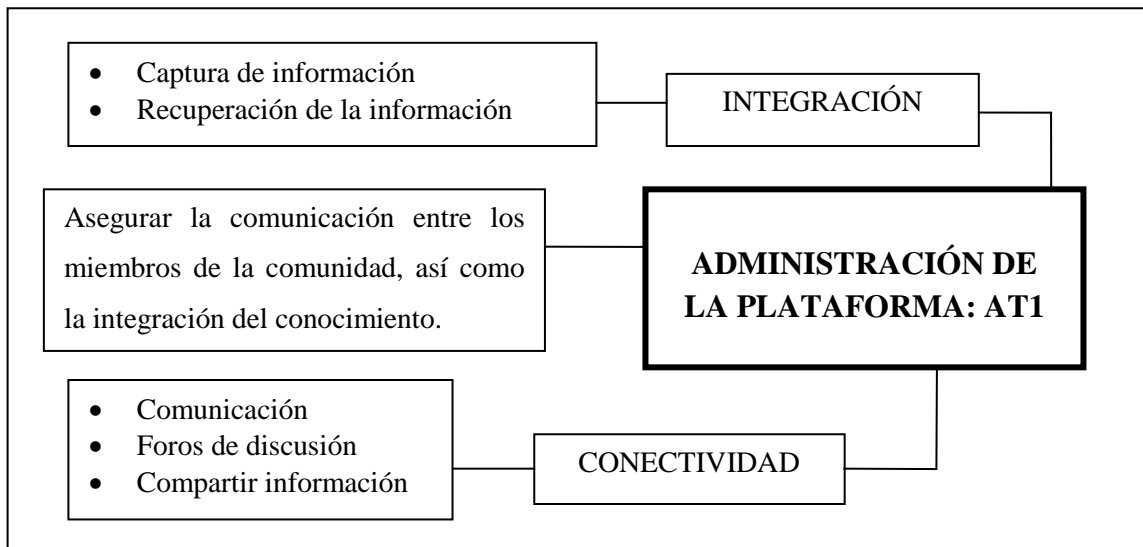 • Captura de información
• Recuperación de la información
INTEGRACIÓN
Asegurar la comunicación entre los
miembros de la comunidad, así como
la integración del conocimiento.
ADMINISTRACIÓN DE
LA PLATAFORMA: AT1
• Comunicación
• Foros de discusión
• Compartir información
CONECTIVIDAD